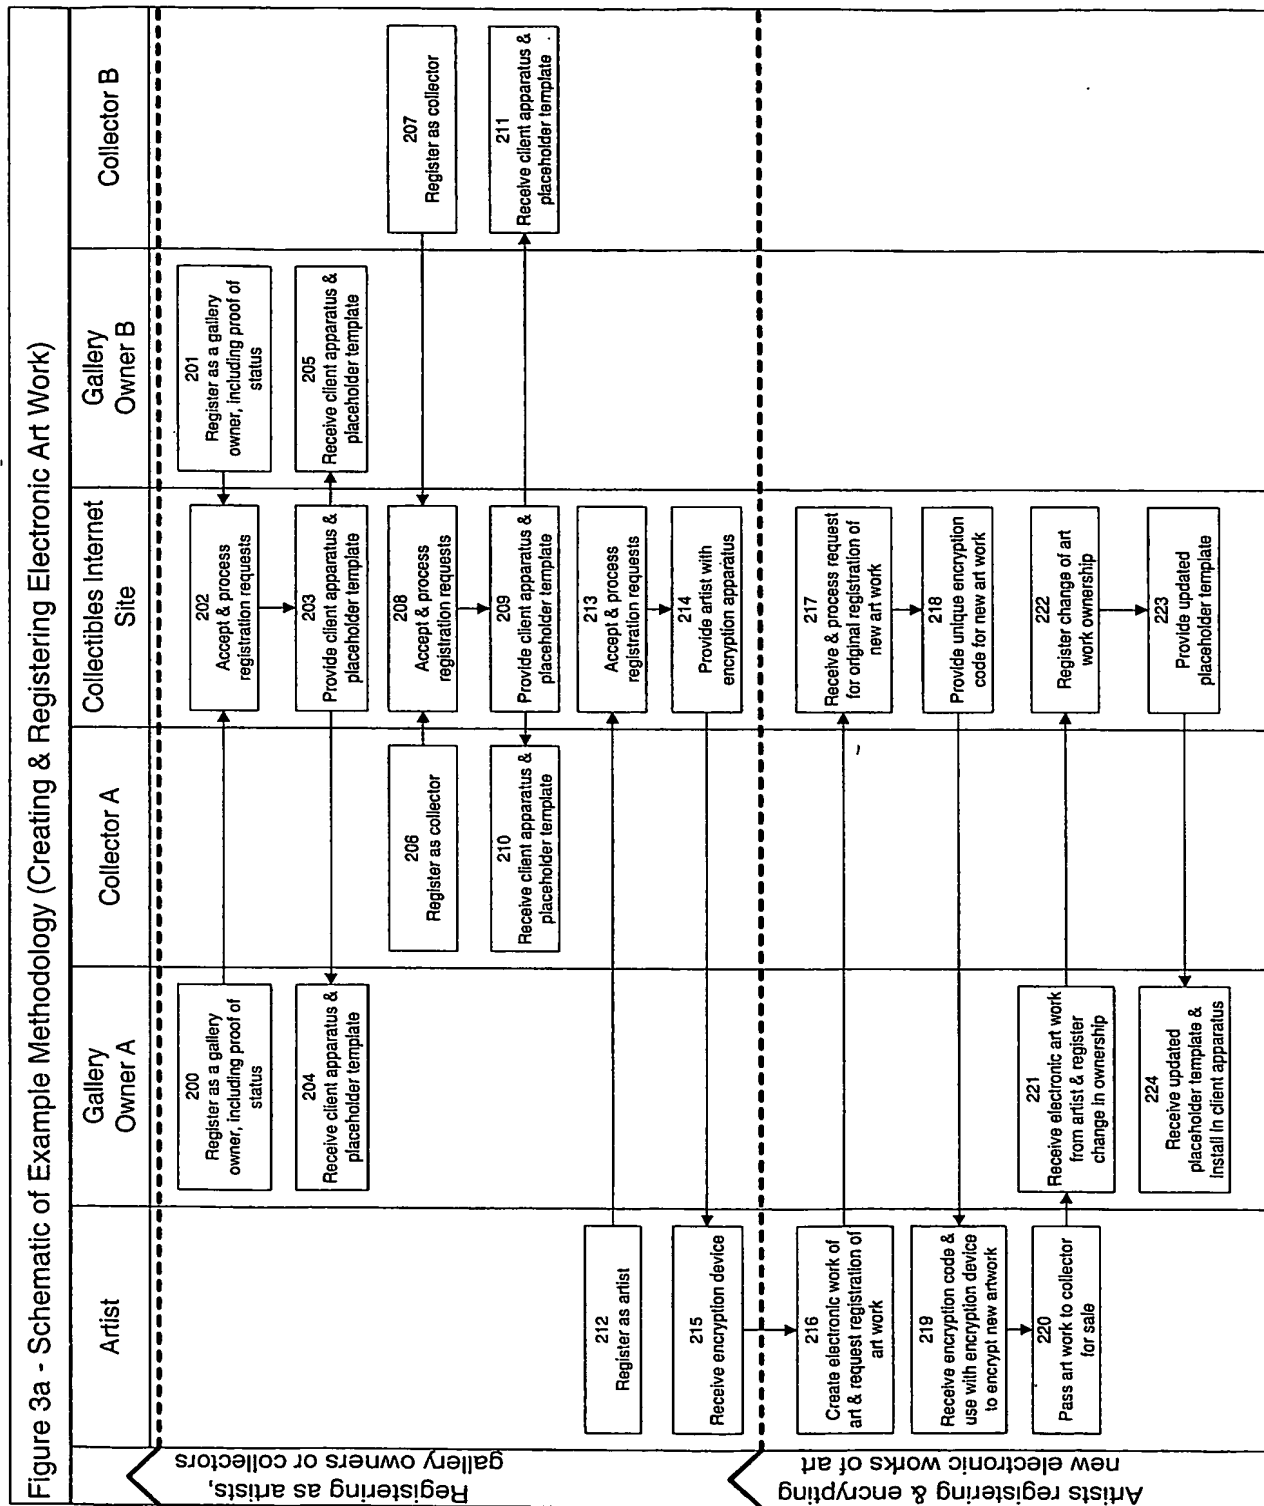 Figure 3a - Schematic of Example Methodology (Creating & Registering Electronic Art Work)
Artist
Gallery
Owner A
Collector A
Collectibles Internet
Site
Gallery
Owner B
Collector B
Registering as artists,
gallery owners or collectors
200
Register as a gallery
owner, including proof of
status
202
Accept & process
registration requests
201
Register as a gallery
owner, including proof of
status
204
Receive client apparatus &
placeholder template
203
Provide client apparatus &
placeholder template
205
Receive client apparatus &
placeholder template
206
Register as collector
208
Accept & process
registration requests
207
Register as collector
210
Receive client apparatus &
placeholder template
209
Provide client apparatus &
placeholder template
211
Receive client apparatus &
placeholder template
212
Register as artist
213
Accept & process
registration requests
215
Receive encryption device
214
Provide artist with
encryption apparatus
Artists registering & encrypting
new electronic works of art
216
Create electronic work of
art & request registration of
art work
217
Receive & process request
for original registration of
new art work
219
Receive encryption code &
use with encryption device
to encrypt new artwork
218
Provide unique encryption
code for new art work
220
Pass art work to collector
for sale
221
Receive electronic art work
from artist & register
change in ownership
222
Register change of art
work ownership
224
Receive updated
placeholder template &
install in client apparatus
223
Provide updated
placeholder template